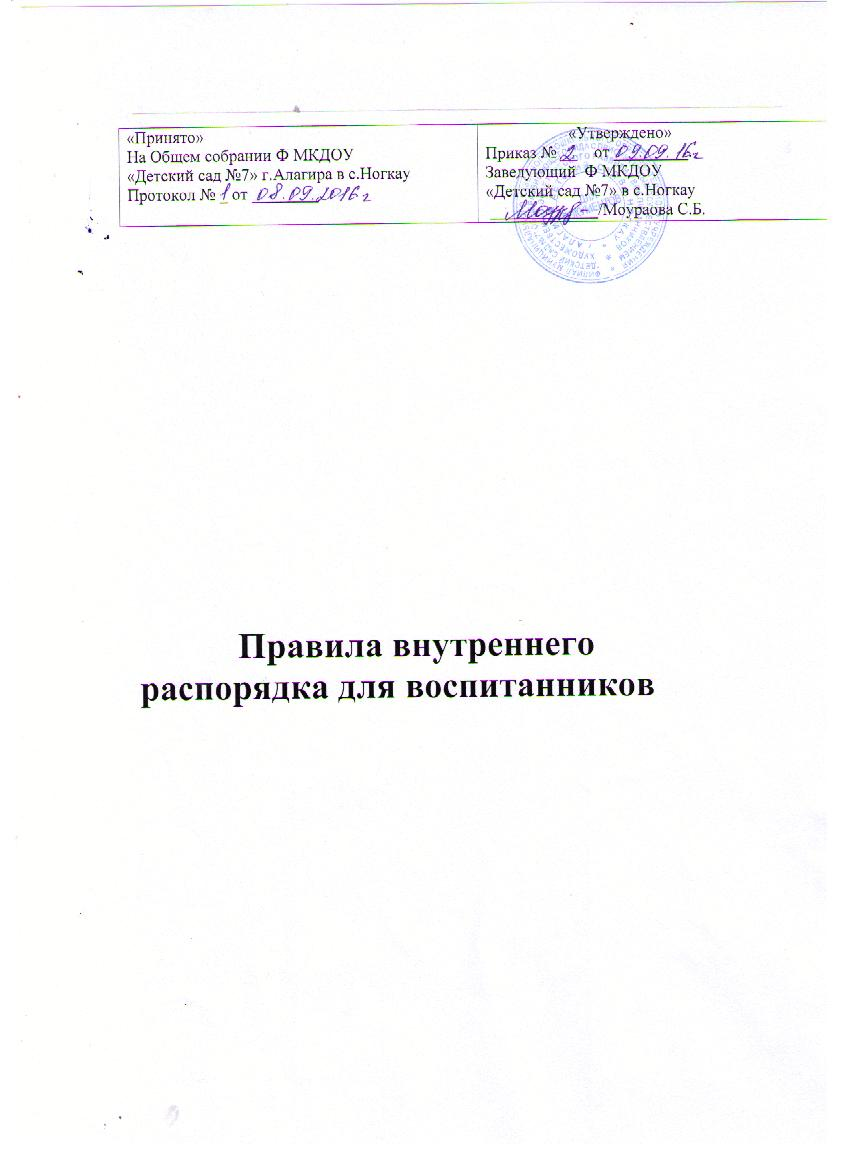 «Принято»
На Общем собрании Ф МКДОУ
«Детский сад №7» г.Алагира в с.Ногкау
Протокол № 1 от 08.09.2016г
«Утверждено»
Приказ № 2 от 09.09.16г
Заведующий Ф МКДОУ
«Детский сад №7» в с.Ногкау
/Моураова С.Б.
Правила внутреннего
распорядка для воспитанников